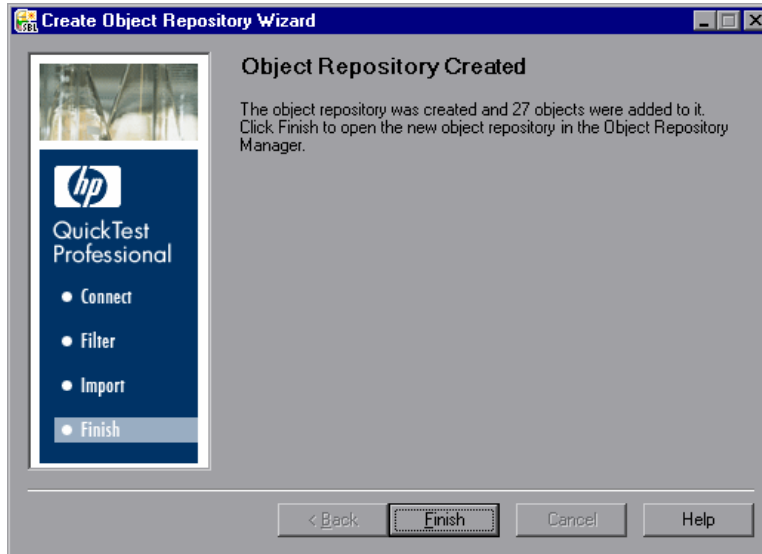 SBL
Create Object Repository Wizard
Object Repository Created
The object repository was created and 27 objects were added to it.
Click Finish to open the new object repository in the Object Repository
Manager.
hp
QuickTest
Professional
Connect
Filter
Import
Finish
< Back
Finish
Cancel
Help